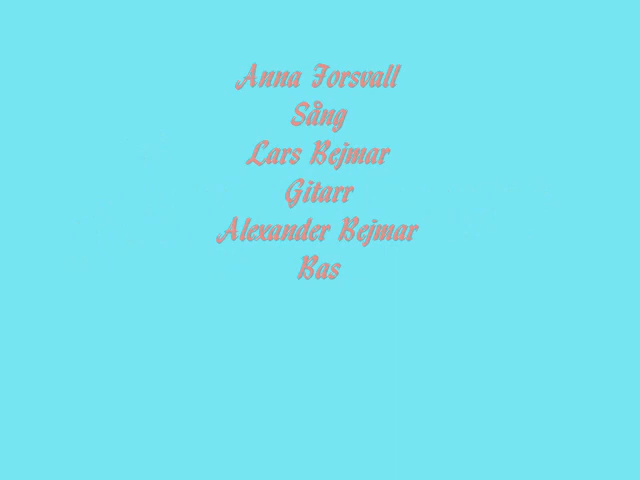 Anna Forsvall
Sång
Lars Bejmar
Gitarr
Alexander Bejmar
Bas